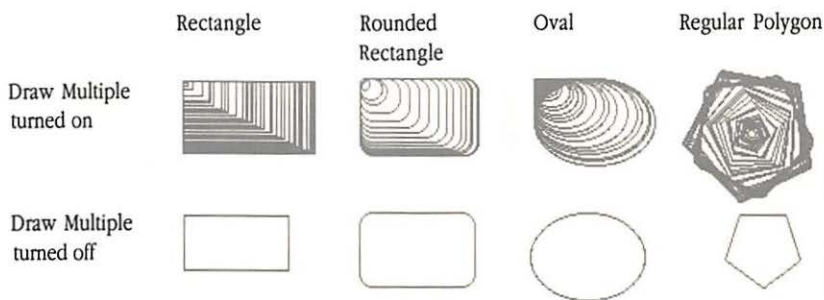 Rectangle
Rounded
Rectangle
Oval
Regular Polygon
Draw Multiple
turned on
Draw Multiple
turned off